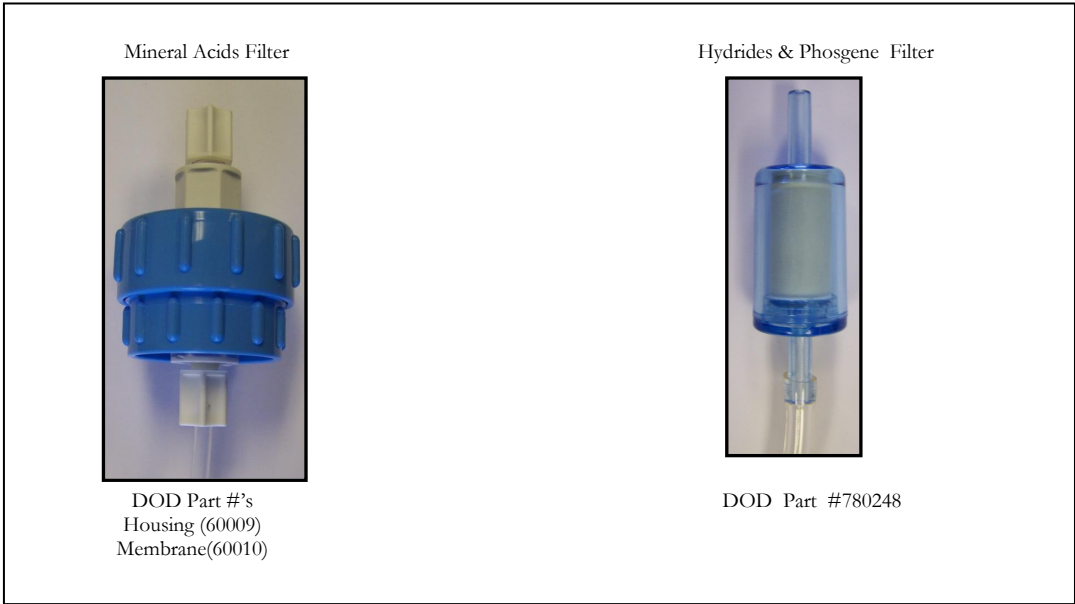 Mineral Acids Filter
Hydrides & Phosgene Filter
DOD Part #'s
Housing (60009)
Membrane(60010)
DOD Part #780248